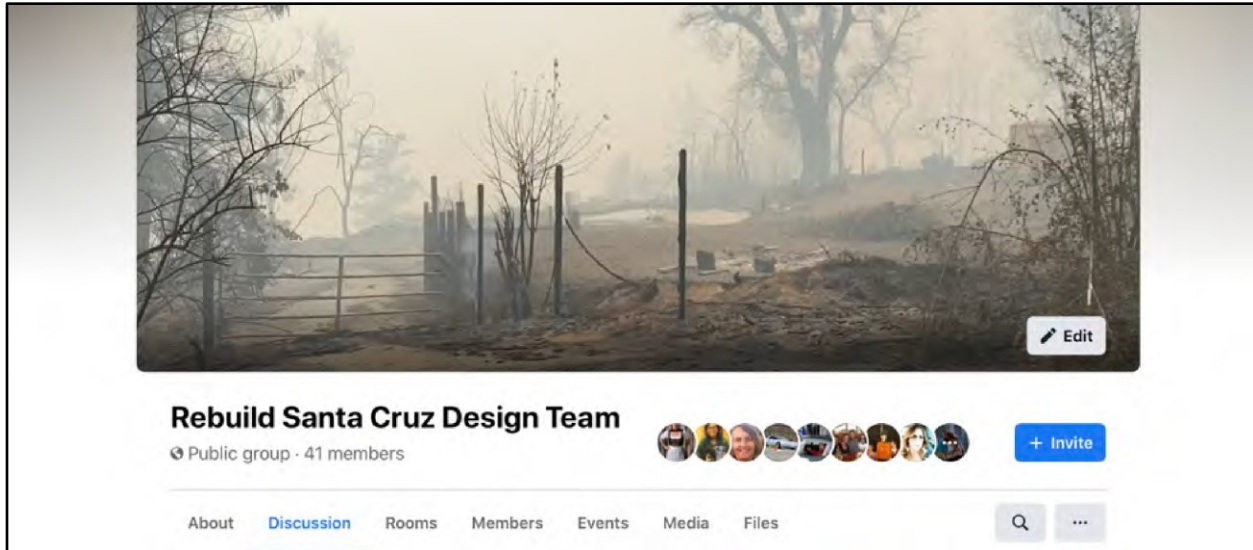 Edit
Rebuild Santa Cruz Design Team
Public group · 41 members
+ Invite
About Discussion Rooms Members Events Media Files
...